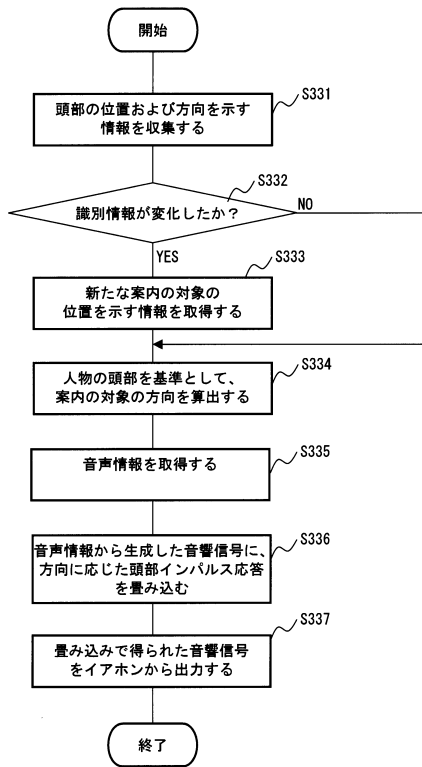 開始
S331
頭部の位置および方向を示す
情報を収集する
S332
識別情報が変化したか？
NO
YES
S333
新たな案内の対象の
位置を示す情報を取得する
S334
人物の頭部を基準として、
案内の対象の方向を算出する
S335
音声情報を取得する
S336
音声情報から生成した音響信号に、
方向に応じた頭部インパルス応答
を畳み込む
S337
畳み込みで得られた音響信号
をイアホンから出力する
終了